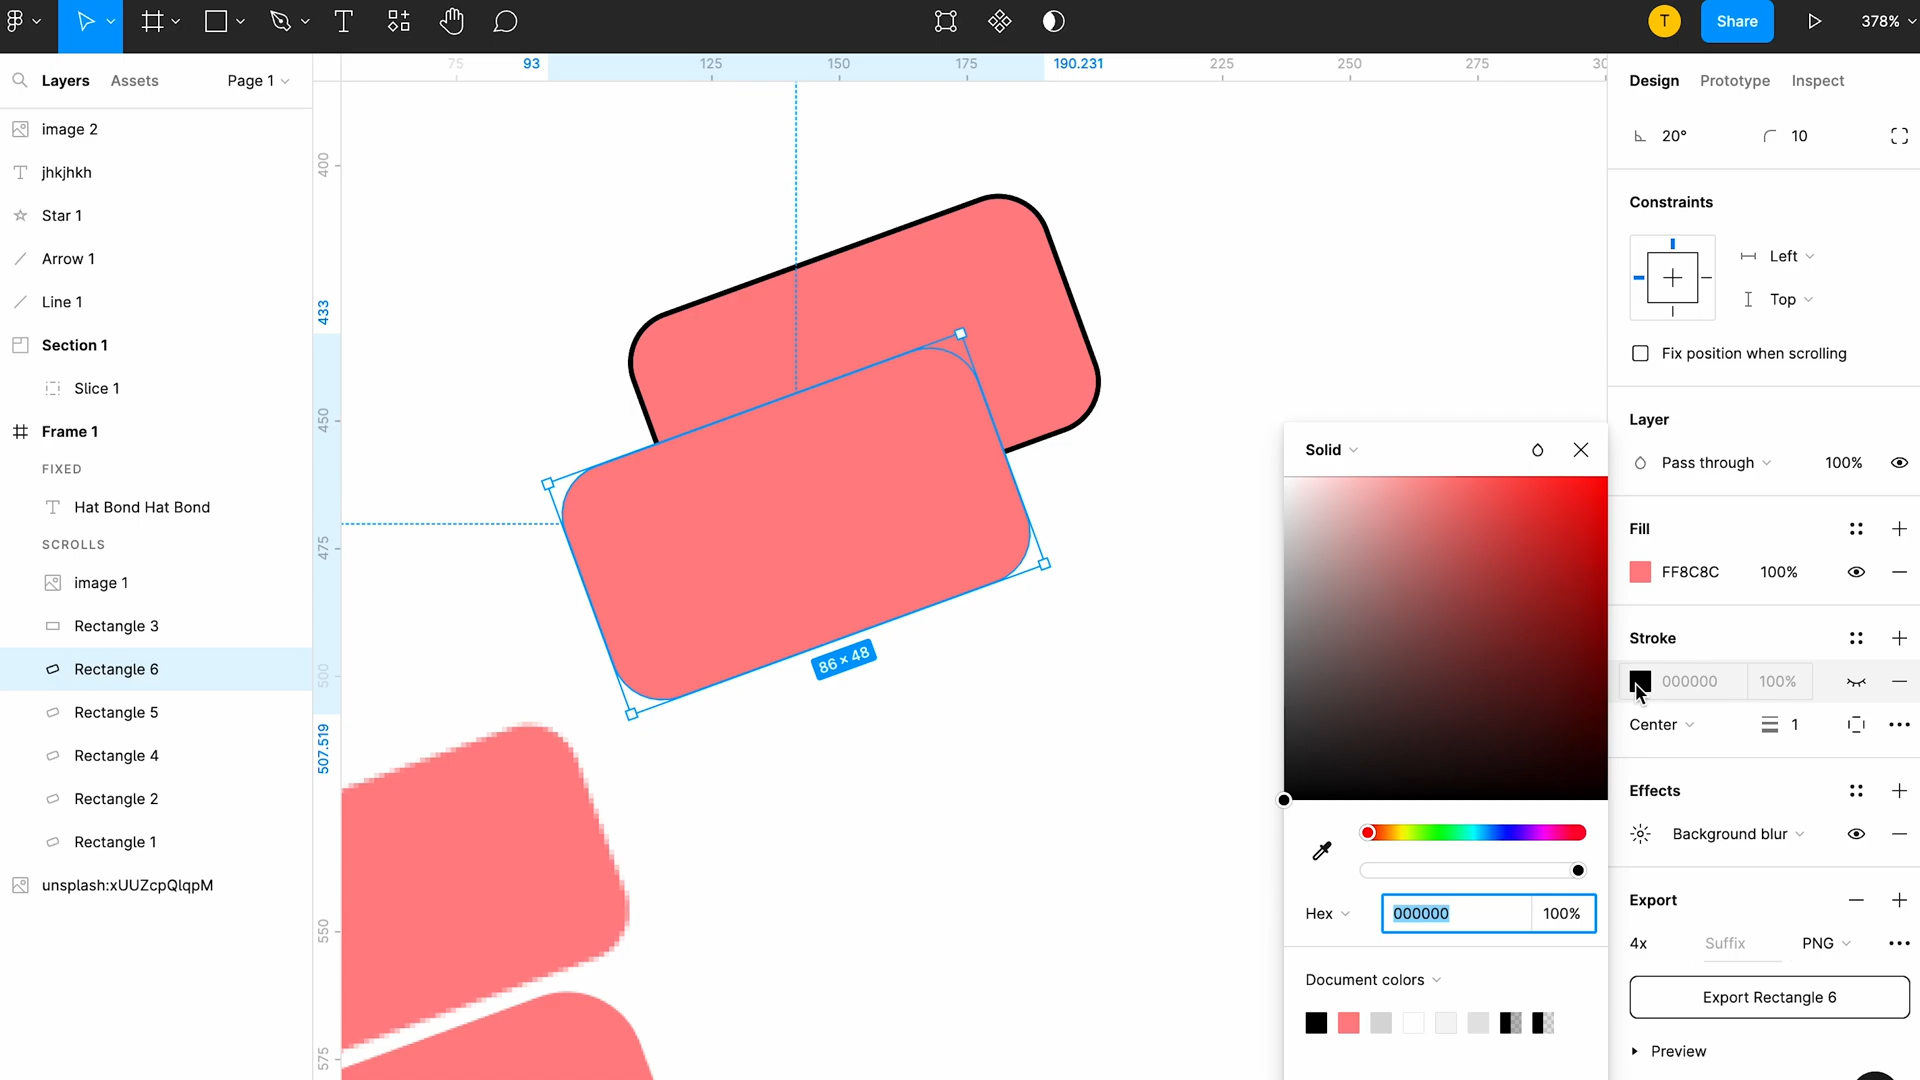 T
Share
378%
Layers
Assets
Page 1
75
93
125
150
175
190.231
225
250
275
30
Design
Prototype
Inspect
image 2
jhkjhkh
Star 1
Arrow 1
Line 1
Section 1
Slice 1
Frame 1
FIXED
Hat Bond Hat Bond
SCROLLS
image 1
Rectangle 3
Rectangle 6
Rectangle 5
Rectangle 4
Rectangle 2
Rectangle 1
unsplash:xUUZcpQlqpM
400
433
450
475
500
507.519
550
575
86 × 48
Solid
Hex
000000
100%
Document colors
20°
10
Constraints
Left
Top
Fix position when scrolling
Layer
Pass through
100%
Fill
FF8C8C
100%
Stroke
000000
100%
Center
1
Effects
Background blur
Export
4x
Suffix
PNG
Export Rectangle 6
Preview